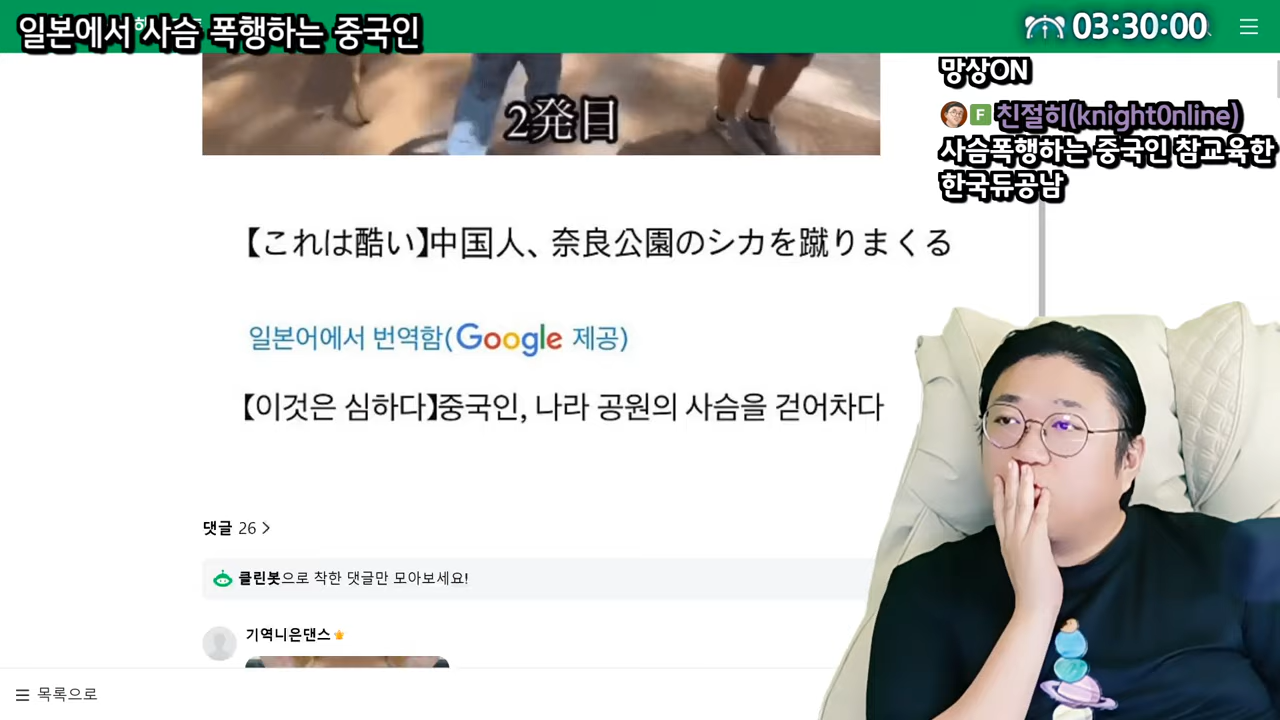 일본에서 사슴 폭행하는 중국인
03:30:00
망상ON
F 친절히(knight0nline)
사슴폭행하는 중국인 참교육한
한국듀공남
2発目
【これは酷い】中国人、奈良公園のシカを蹴りまくる
일본어에서 번역함(Google 제공)
【이것은 심하다】중국인, 나라 공원의 사슴을 걷어차다
댓글 26
클린봇으로 착한 댓글만 모아보세요!
기역니은댄스
목록으로